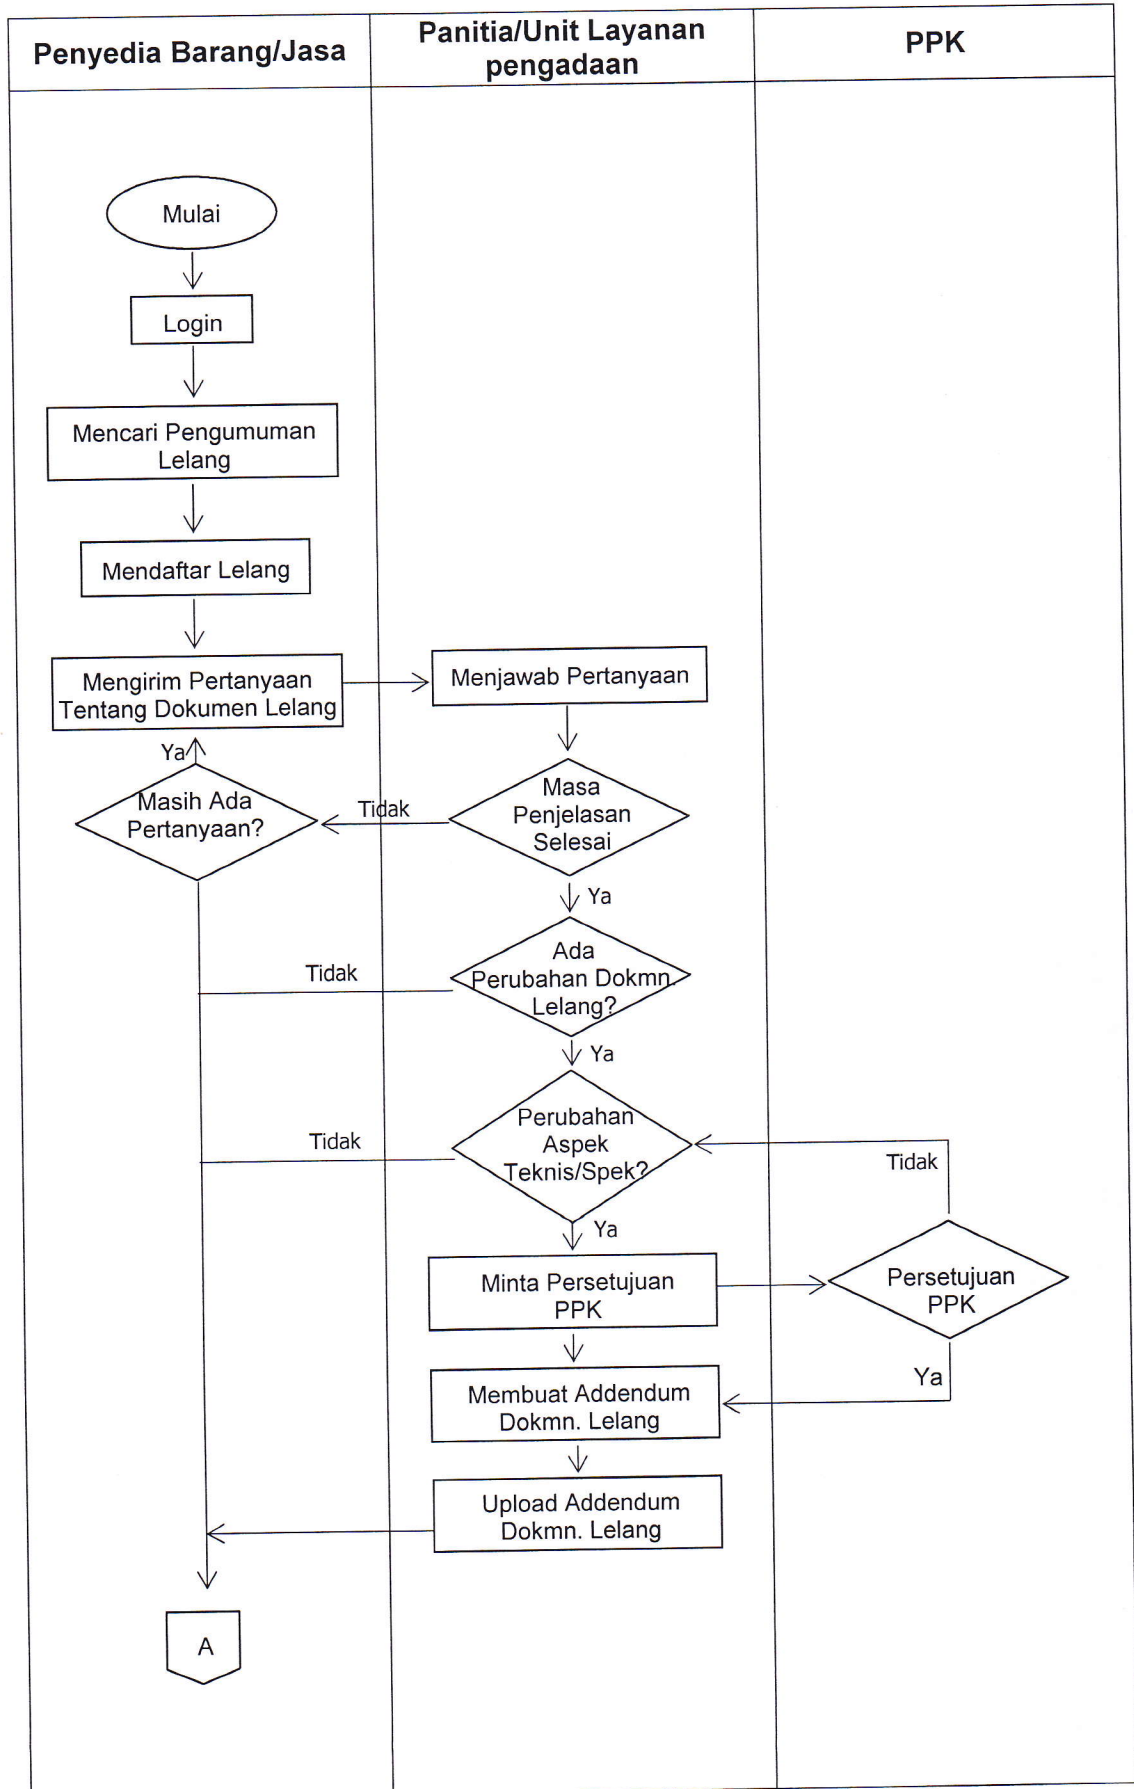 Penyedia Barang/Jasa
Panitia/Unit Layanan
pengadaan
PPK
Mulai
Login
Mencari Pengumuman
Lelang
Mendaftar Lelang
Mengirim Pertanyaan
Tentang Dokumen Lelang
Menjawab Pertanyaan
Ya
Masih Ada
Pertanyaan?
Tidak
Masa
Penjelasan
Selesai
Ya
Ada
Perubahan Dokmn.
Lelang?
Tidak
Ya
Perubahan
Aspek
Teknis/Spek?
Tidak
Tidak
Ya
Minta Persetujuan
PPK
Persetujuan
PPK
Ya
Membuat Addendum
Dokmn. Lelang
Upload Addendum
Dokmn. Lelang
A